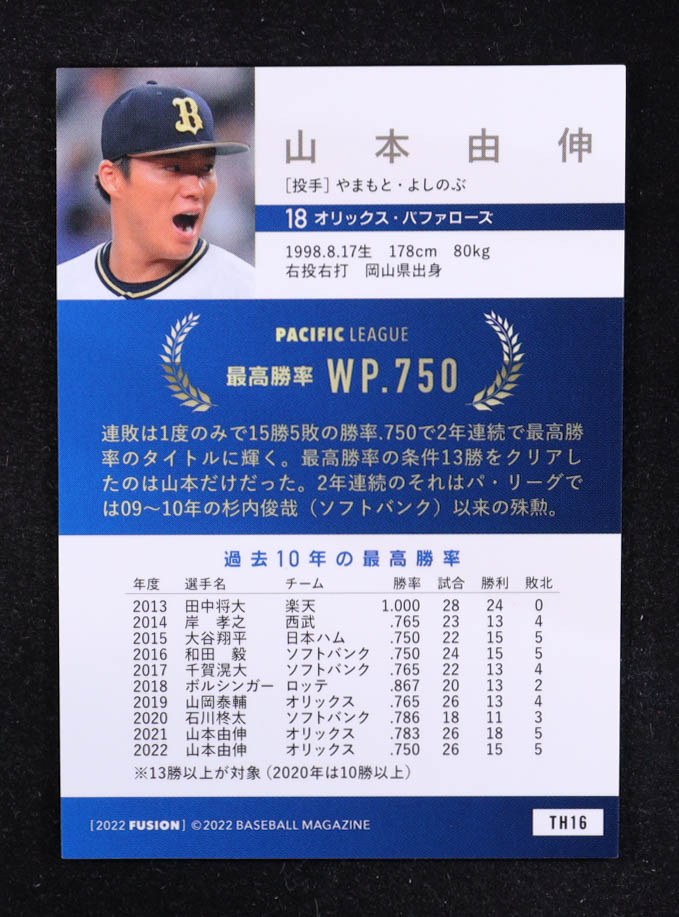 B
山本由伸
[投手] やまもと・よしのぶ
18 オリックス・バファローズ
1998.8.17生 178cm 80kg
右投右打 岡山県出身
PACIFIC LEAGUE
最高勝率 WP.750
連敗は1度のみで15勝5敗の勝率.750で2年連続で最高勝
率のタイトルに輝く。最高勝率の条件13勝をクリアし
たのは山本だけだった。2年連続のそれはパ・リーグで
は09〜10年の杉内俊哉（ソフトバンク）以来の殊勲。
過去10年の最高勝率
年度 選手名 チーム 勝率 試合 勝利 敗北
2013 田中将大 楽天 1.000 28 24 0
2014 岸 孝之 西武 .765 23 13 4
2015 大谷翔平 日本ハム .750 22 15 5
2016 和田 毅 ソフトバンク .750 24 15 5
2017 千賀滉大 ソフトバンク .765 22 13 4
2018 ボルシンガー ロッテ .867 20 13 2
2019 山岡泰輔 オリックス .765 26 13 4
2020 石川柊太 ソフトバンク .786 18 11 3
2021 山本由伸 オリックス .783 26 18 5
2022 山本由伸 オリックス .750 26 15 5
※13勝以上が対象（2020年は10勝以上）
[2022 FUSION] ©2022 BASEBALL MAGAZINE
TH16